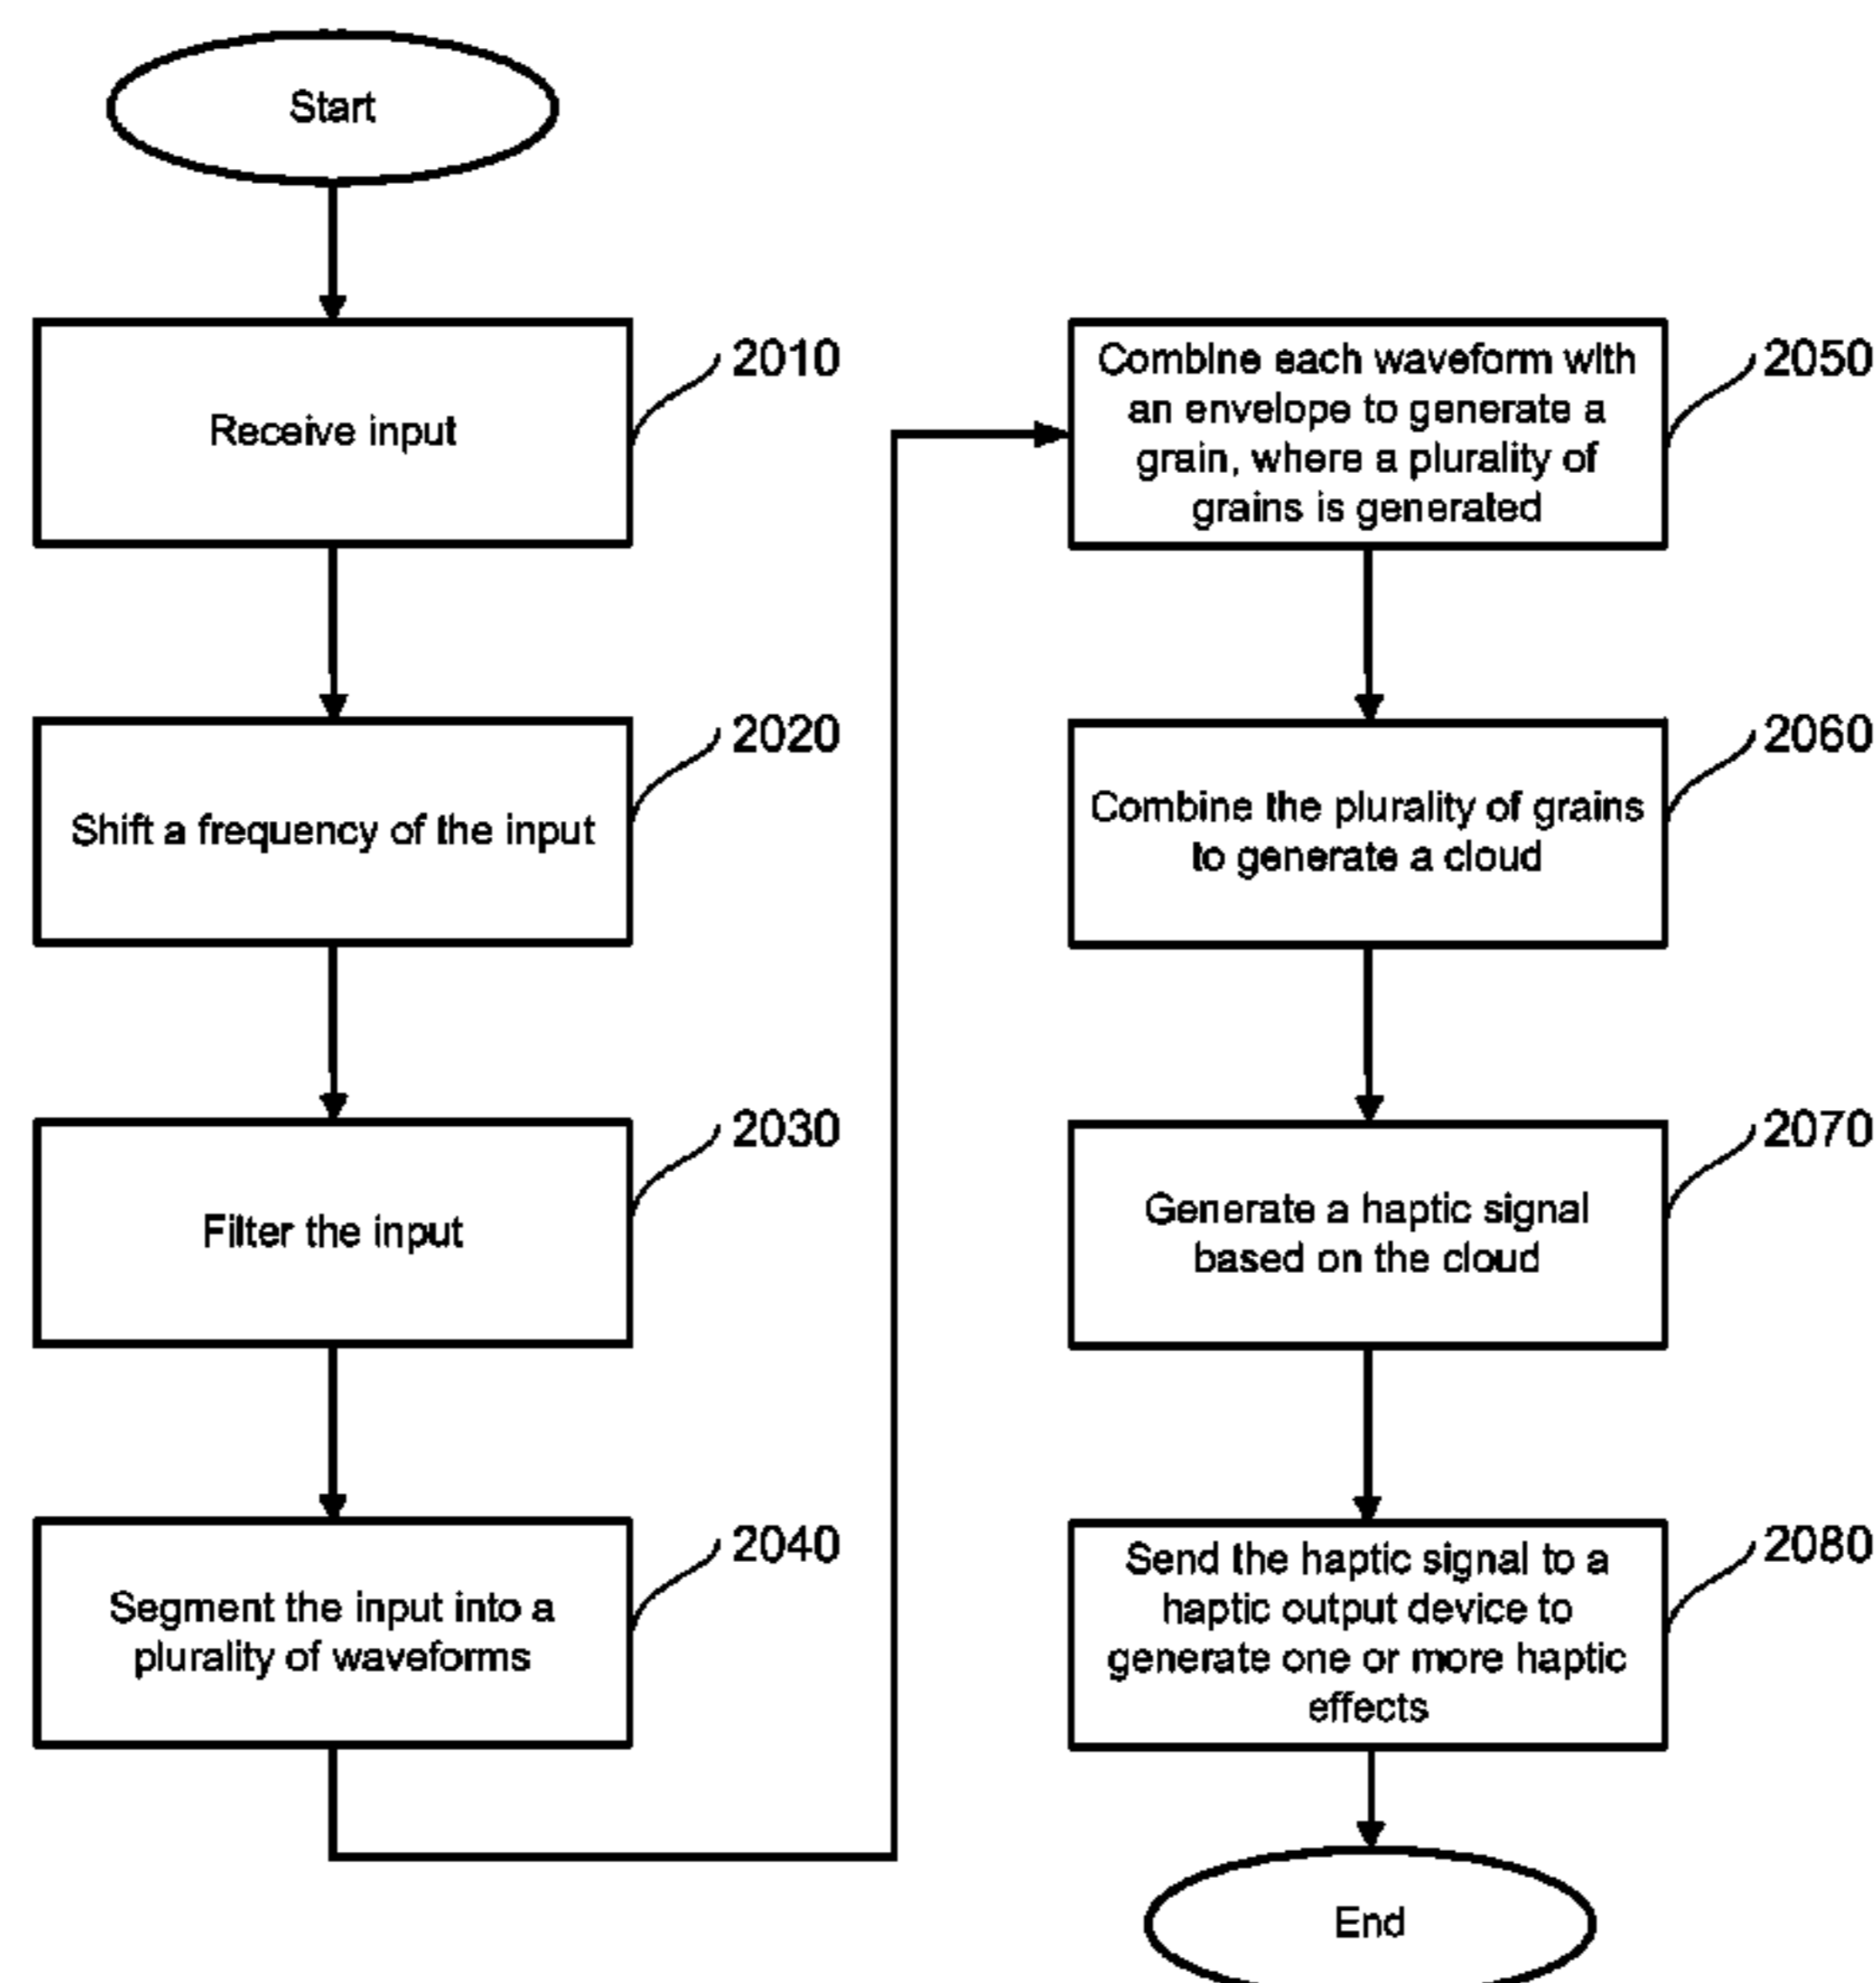 Start
Receive input
2010
Shift a frequency of the input
2020
Filter the input
2030
Segment the input into a
plurality of waveforms
2040
Combine each waveform with
an envelope to generate a
grain, where a plurality of
grains is generated
2050
Combine the plurality of grains
to generate a cloud
2060
Generate a haptic signal
based on the cloud
2070
Send the haptic signal to a
haptic output device to
generate one or more haptic
effects
2080
End